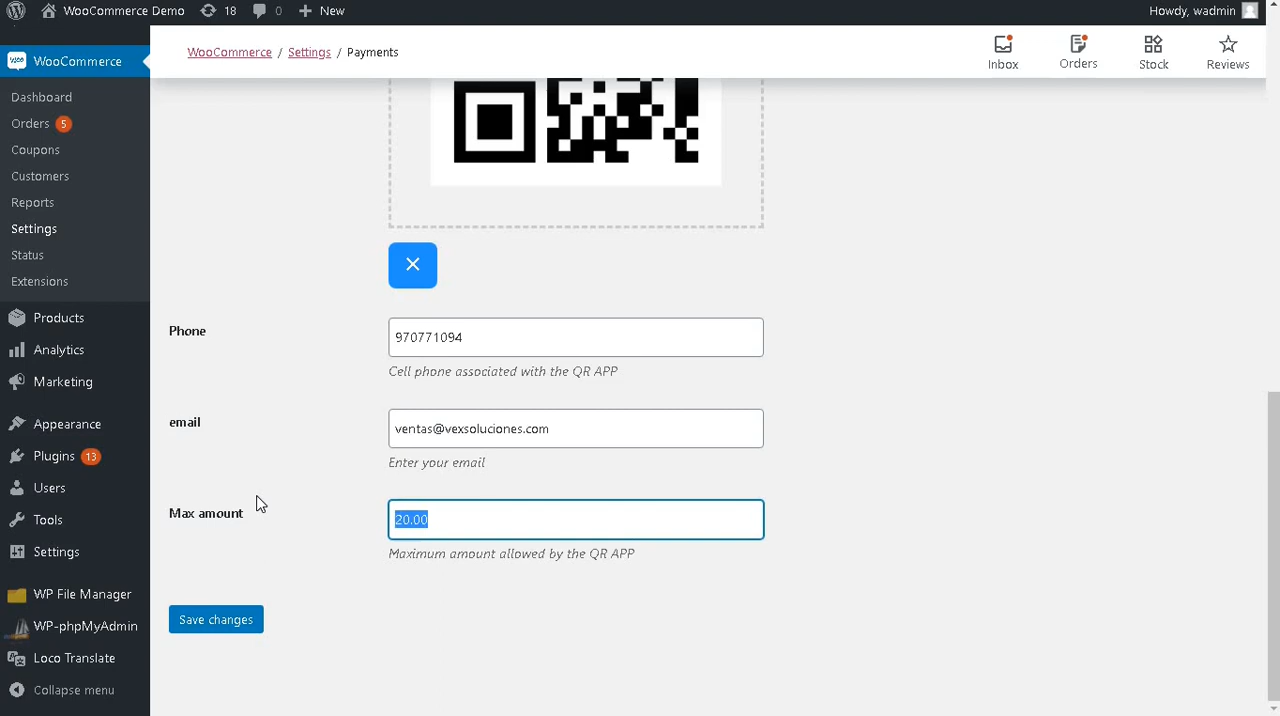 WooCommerce Demo 18 0 New Howdy, wadmin
WooCommerce
WooCommerce / Settings / Payments
Inbox Orders Stock Reviews
Dashboard
Orders 5
Coupons
Customers
Reports
Settings
Status
Extensions
Products
Analytics
Marketing
Appearance
Plugins 13
Users
Tools
Settings
WP File Manager
WP-phpMyAdmin
Loco Translate
Collapse menu
Phone
970771094
Cell phone associated with the QR APP
email
ventas@vexsoluciones.com
Enter your email
Max amount
20.00
Maximum amount allowed by the QR APP
Save changes